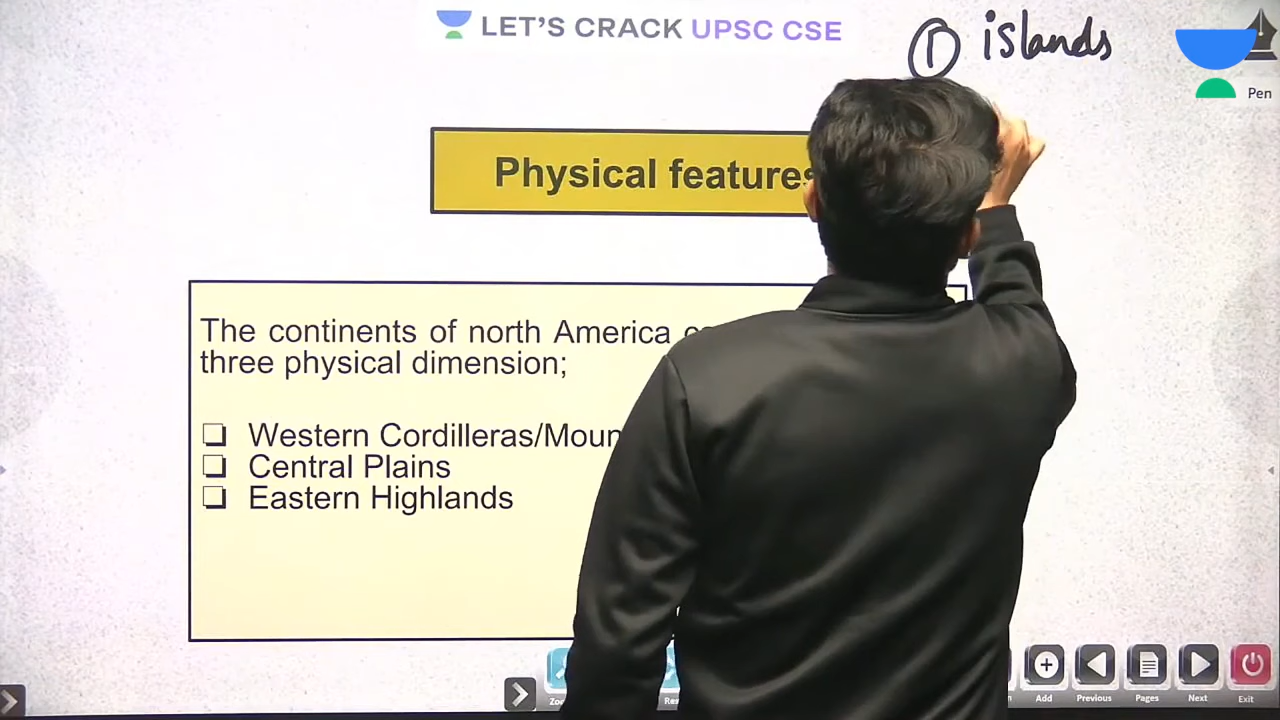 LET'S CRACK UPSC CSE
① islands
Pen
Physical features
The continents of north America
three physical dimension;
❑ Western Cordilleras/Moun
❑ Central Plains
❑ Eastern Highlands
Add Previous Pages Next Exit